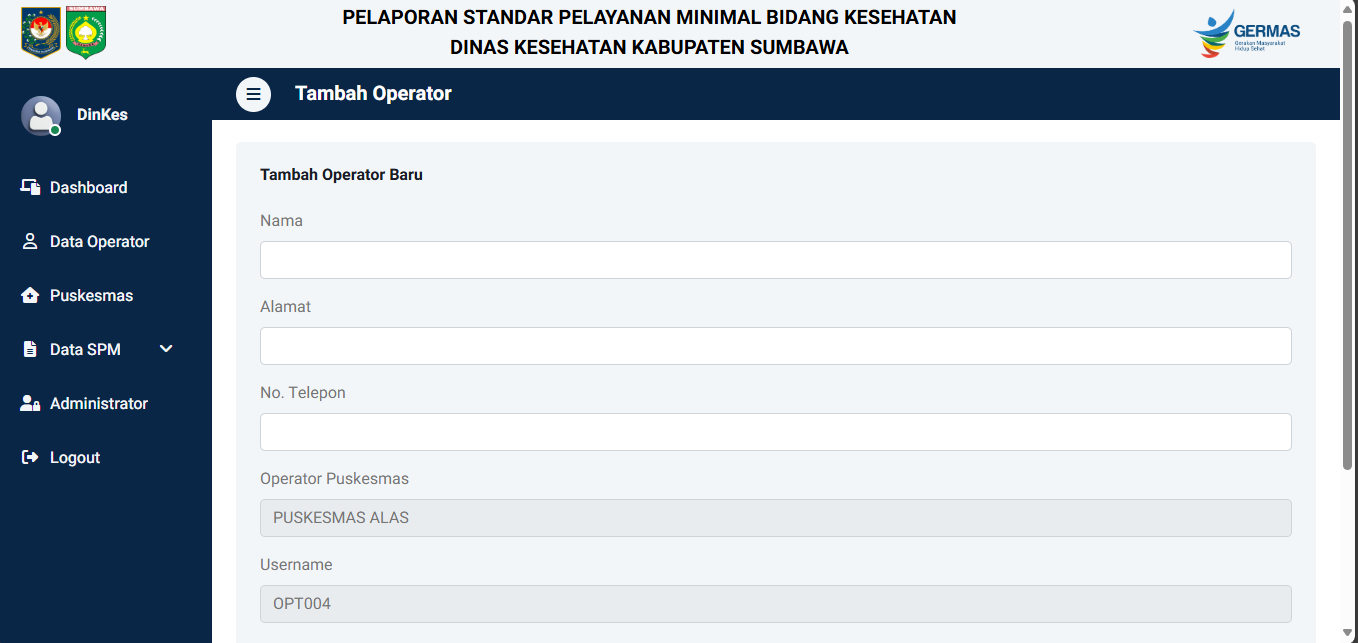 PELAPORAN STANDAR PELAYANAN MINIMAL BIDANG KESEHATAN
DINAS KESEHATAN KABUPATEN SUMBAWA
SUMBAWA
GERMAS
Gerakan Masyarakat
Hidup Sehat
DinKes
Tambah Operator
Dashboard
Data Operator
Puskesmas
Data SPM
Administrator
Logout
Tambah Operator Baru
Nama
Alamat
No. Telepon
Operator Puskesmas
PUSKESMAS ALAS
Username
OPT004